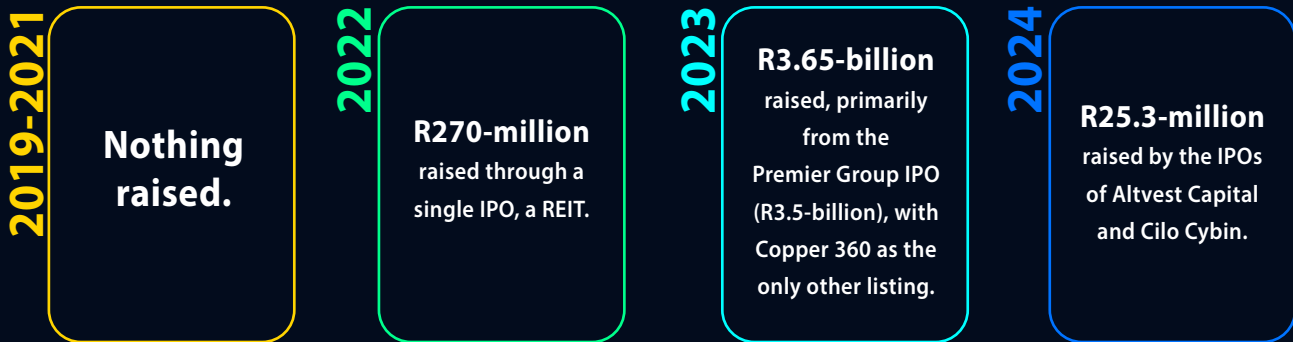 2019-2021
Nothing
raised.
2022
R270-million
raised through a
single IPO, a REIT.
2023
R3.65-billion
raised, primarily
from the
Premier Group IPO
(R3.5-billion), with
Copper 360 as the
only other listing.
2024
R25.3-million
raised by the IPOs
of Altvest Capital
and Cilo Cybin.